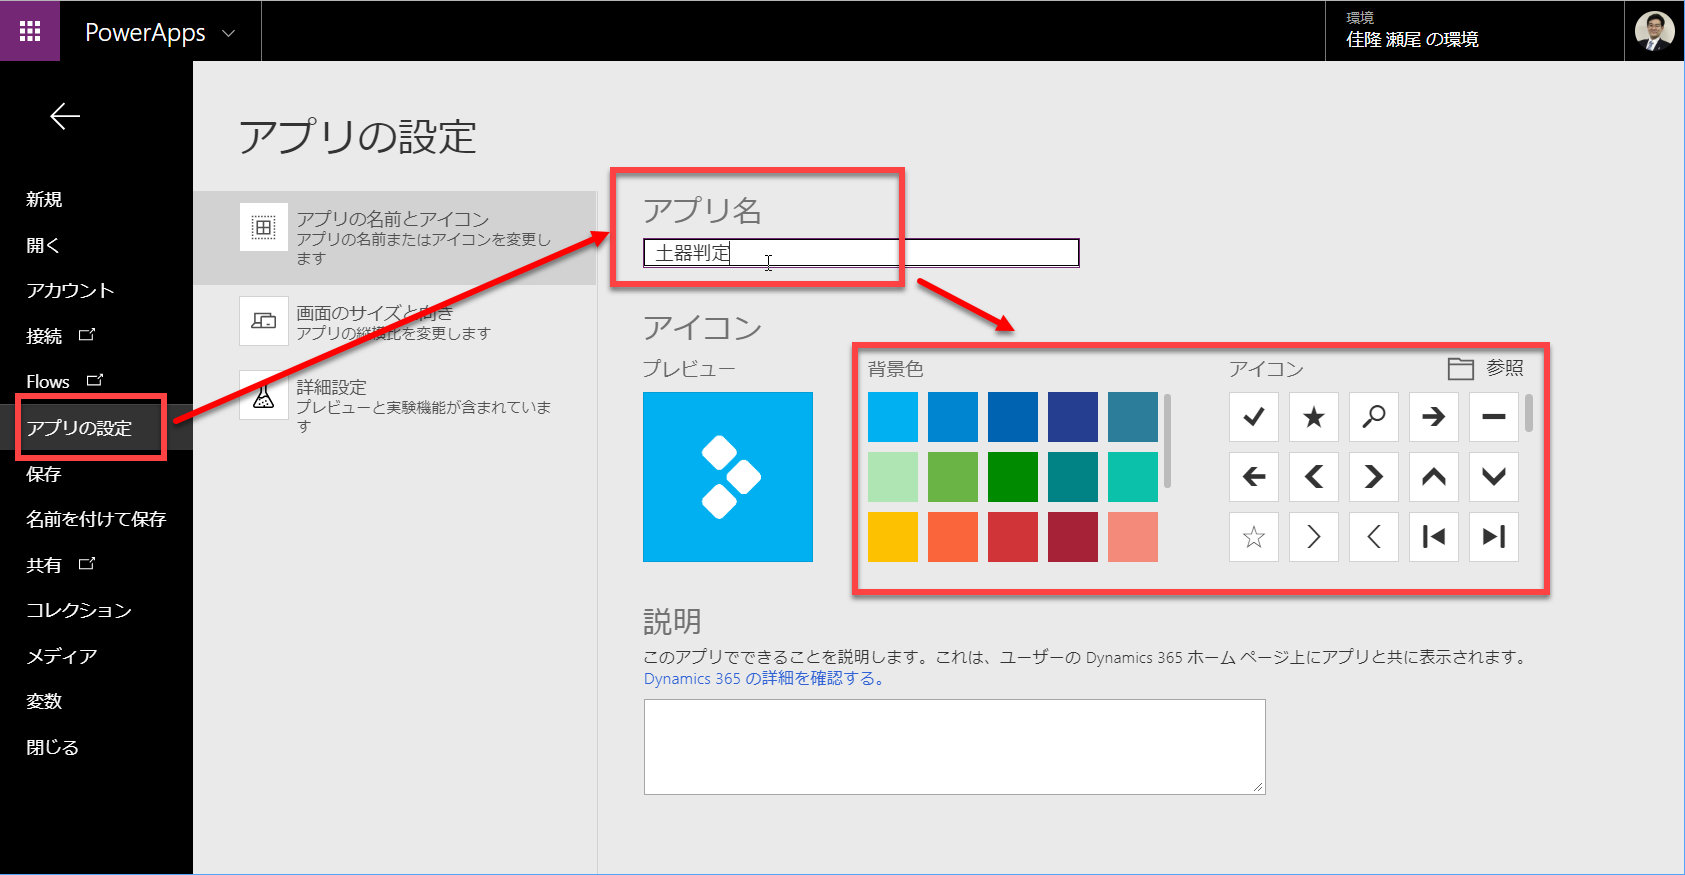 PowerApps
環境
佳隆 瀬尾 の環境
新規
開く
アカウント
接続
Flows
アプリの設定
保存
名前を付けて保存
共有
コレクション
メディア
変数
閉じる
アプリの設定
アプリの名前とアイコン
アプリの名前またはアイコンを変更し
ます
画面のサイズと向き
アプリの縦横比を変更します
詳細設定
プレビューと実験機能が含まれていま
す
アプリ名
土器判定
アイコン
プレビュー
背景色
アイコン
参照
説明
このアプリでできることを説明します。これは、ユーザーの Dynamics 365 ホーム ページ上にアプリと共に表示されます。
Dynamics 365 の詳細を確認する。